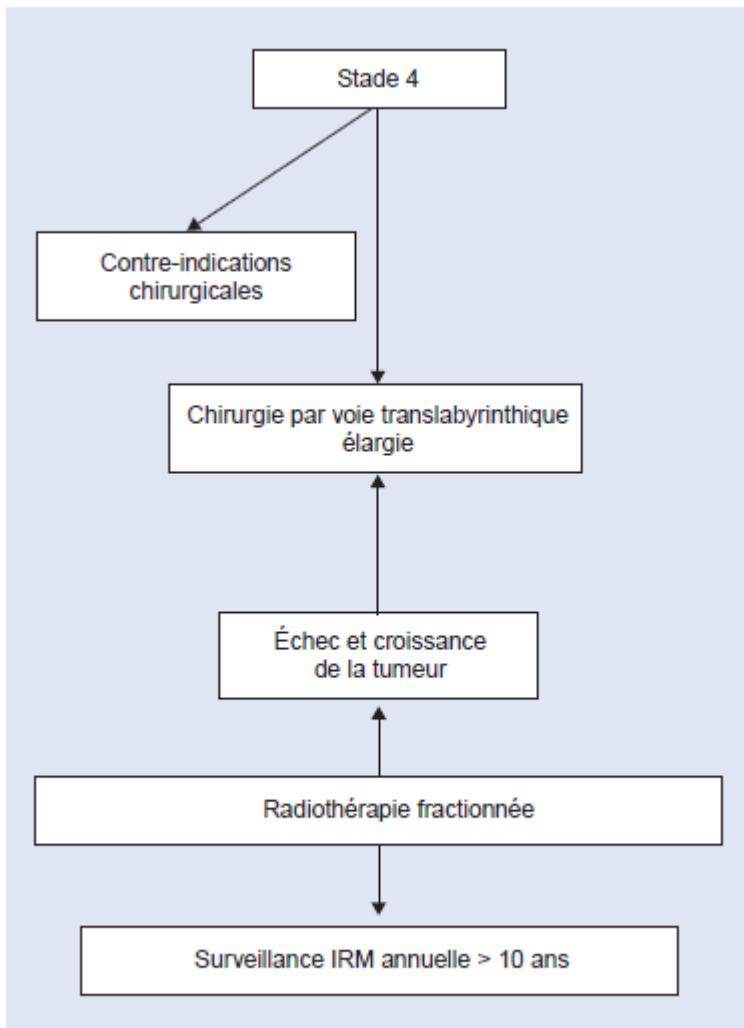 Stade 4
Contre-indications
chirurgicales
Chirurgie par voie translabyrinthique
élargie
Échec et croissance
de la tumeur
Radiothérapie fractionnée
Surveillance IRM annuelle > 10 ans